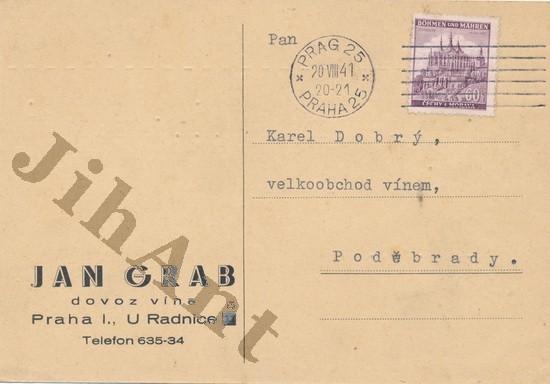 Pan
PRAG 25
20 VIII 41
20-21
PRAHA 25
BÖHMEN UND MÄHREN
60
ČECHY A MORAVA
Karel Dobrý,
velkoobchod vínem,
Poděbrady.
JAN GRAB
dovoz vína
Praha I., U Radnice
Telefon 635-34
JihAnt